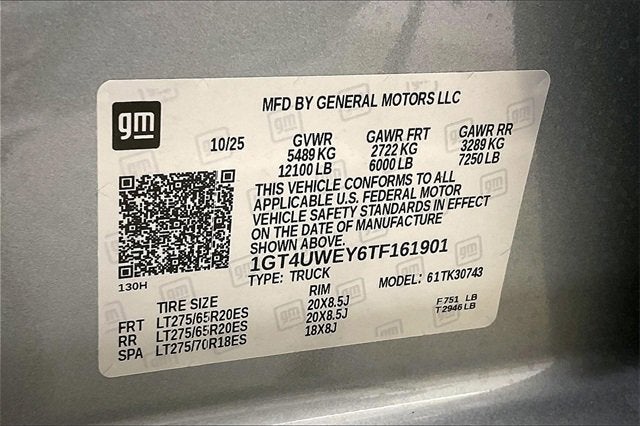 MFD BY GENERAL MOTORS LLC
gm
10/25 GVWR GAWR FRT GAWR RR
5489 KG 2722 KG 3289 KG
12100 LB 6000 LB 7250 LB
THIS VEHICLE CONFORMS TO ALL
APPLICABLE U.S. FEDERAL MOTOR
VEHICLE SAFETY STANDARDS IN EFFECT
ON THE DATE OF MANUFACTURE
SHOWN ABOVE.
1GT4UWEY6TF161901
130H
TYPE: TRUCK MODEL: 61TK30743
TIRE SIZE RIM
FRT LT275/65R20ES 20X8.5J F 751 LB
RR LT275/65R20ES 20X8.5J T 2946 LB
SPA LT275/70R18ES 18X8J